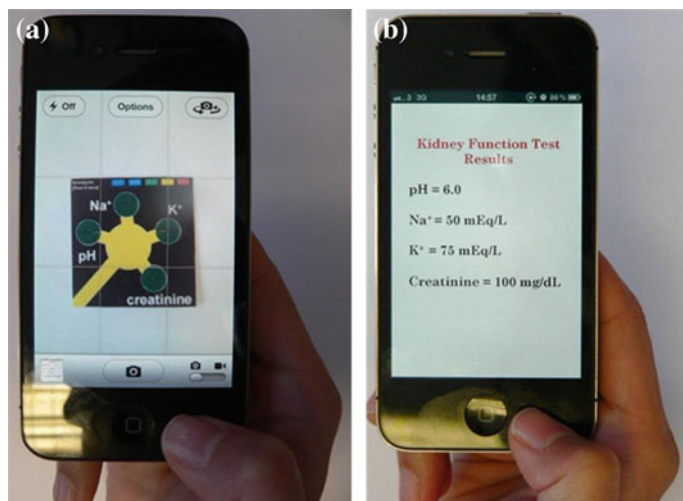 (a)
Off
Options
Na⁺
K⁺
pH
creatinine
(b)
3 3G
14:57
86%
Kidney Function Test
Results
pH = 6.0
Na⁺ = 50 mEq/L
K⁺ = 75 mEq/L
Creatinine = 100 mg/dL